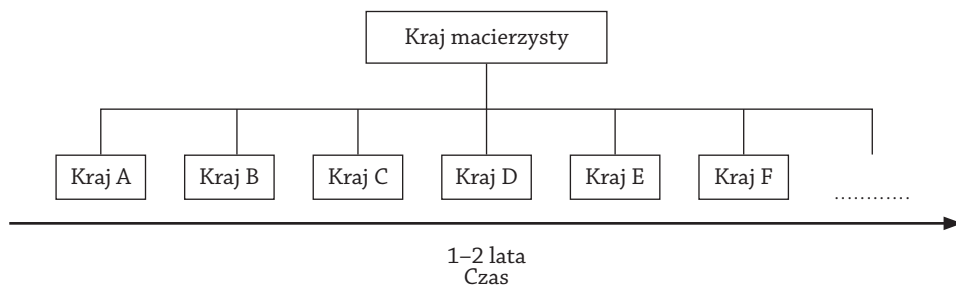 Kraj macierzysty
Kraj A Kraj B Kraj C Kraj D Kraj E Kraj F ............
1–2 lata
Czas